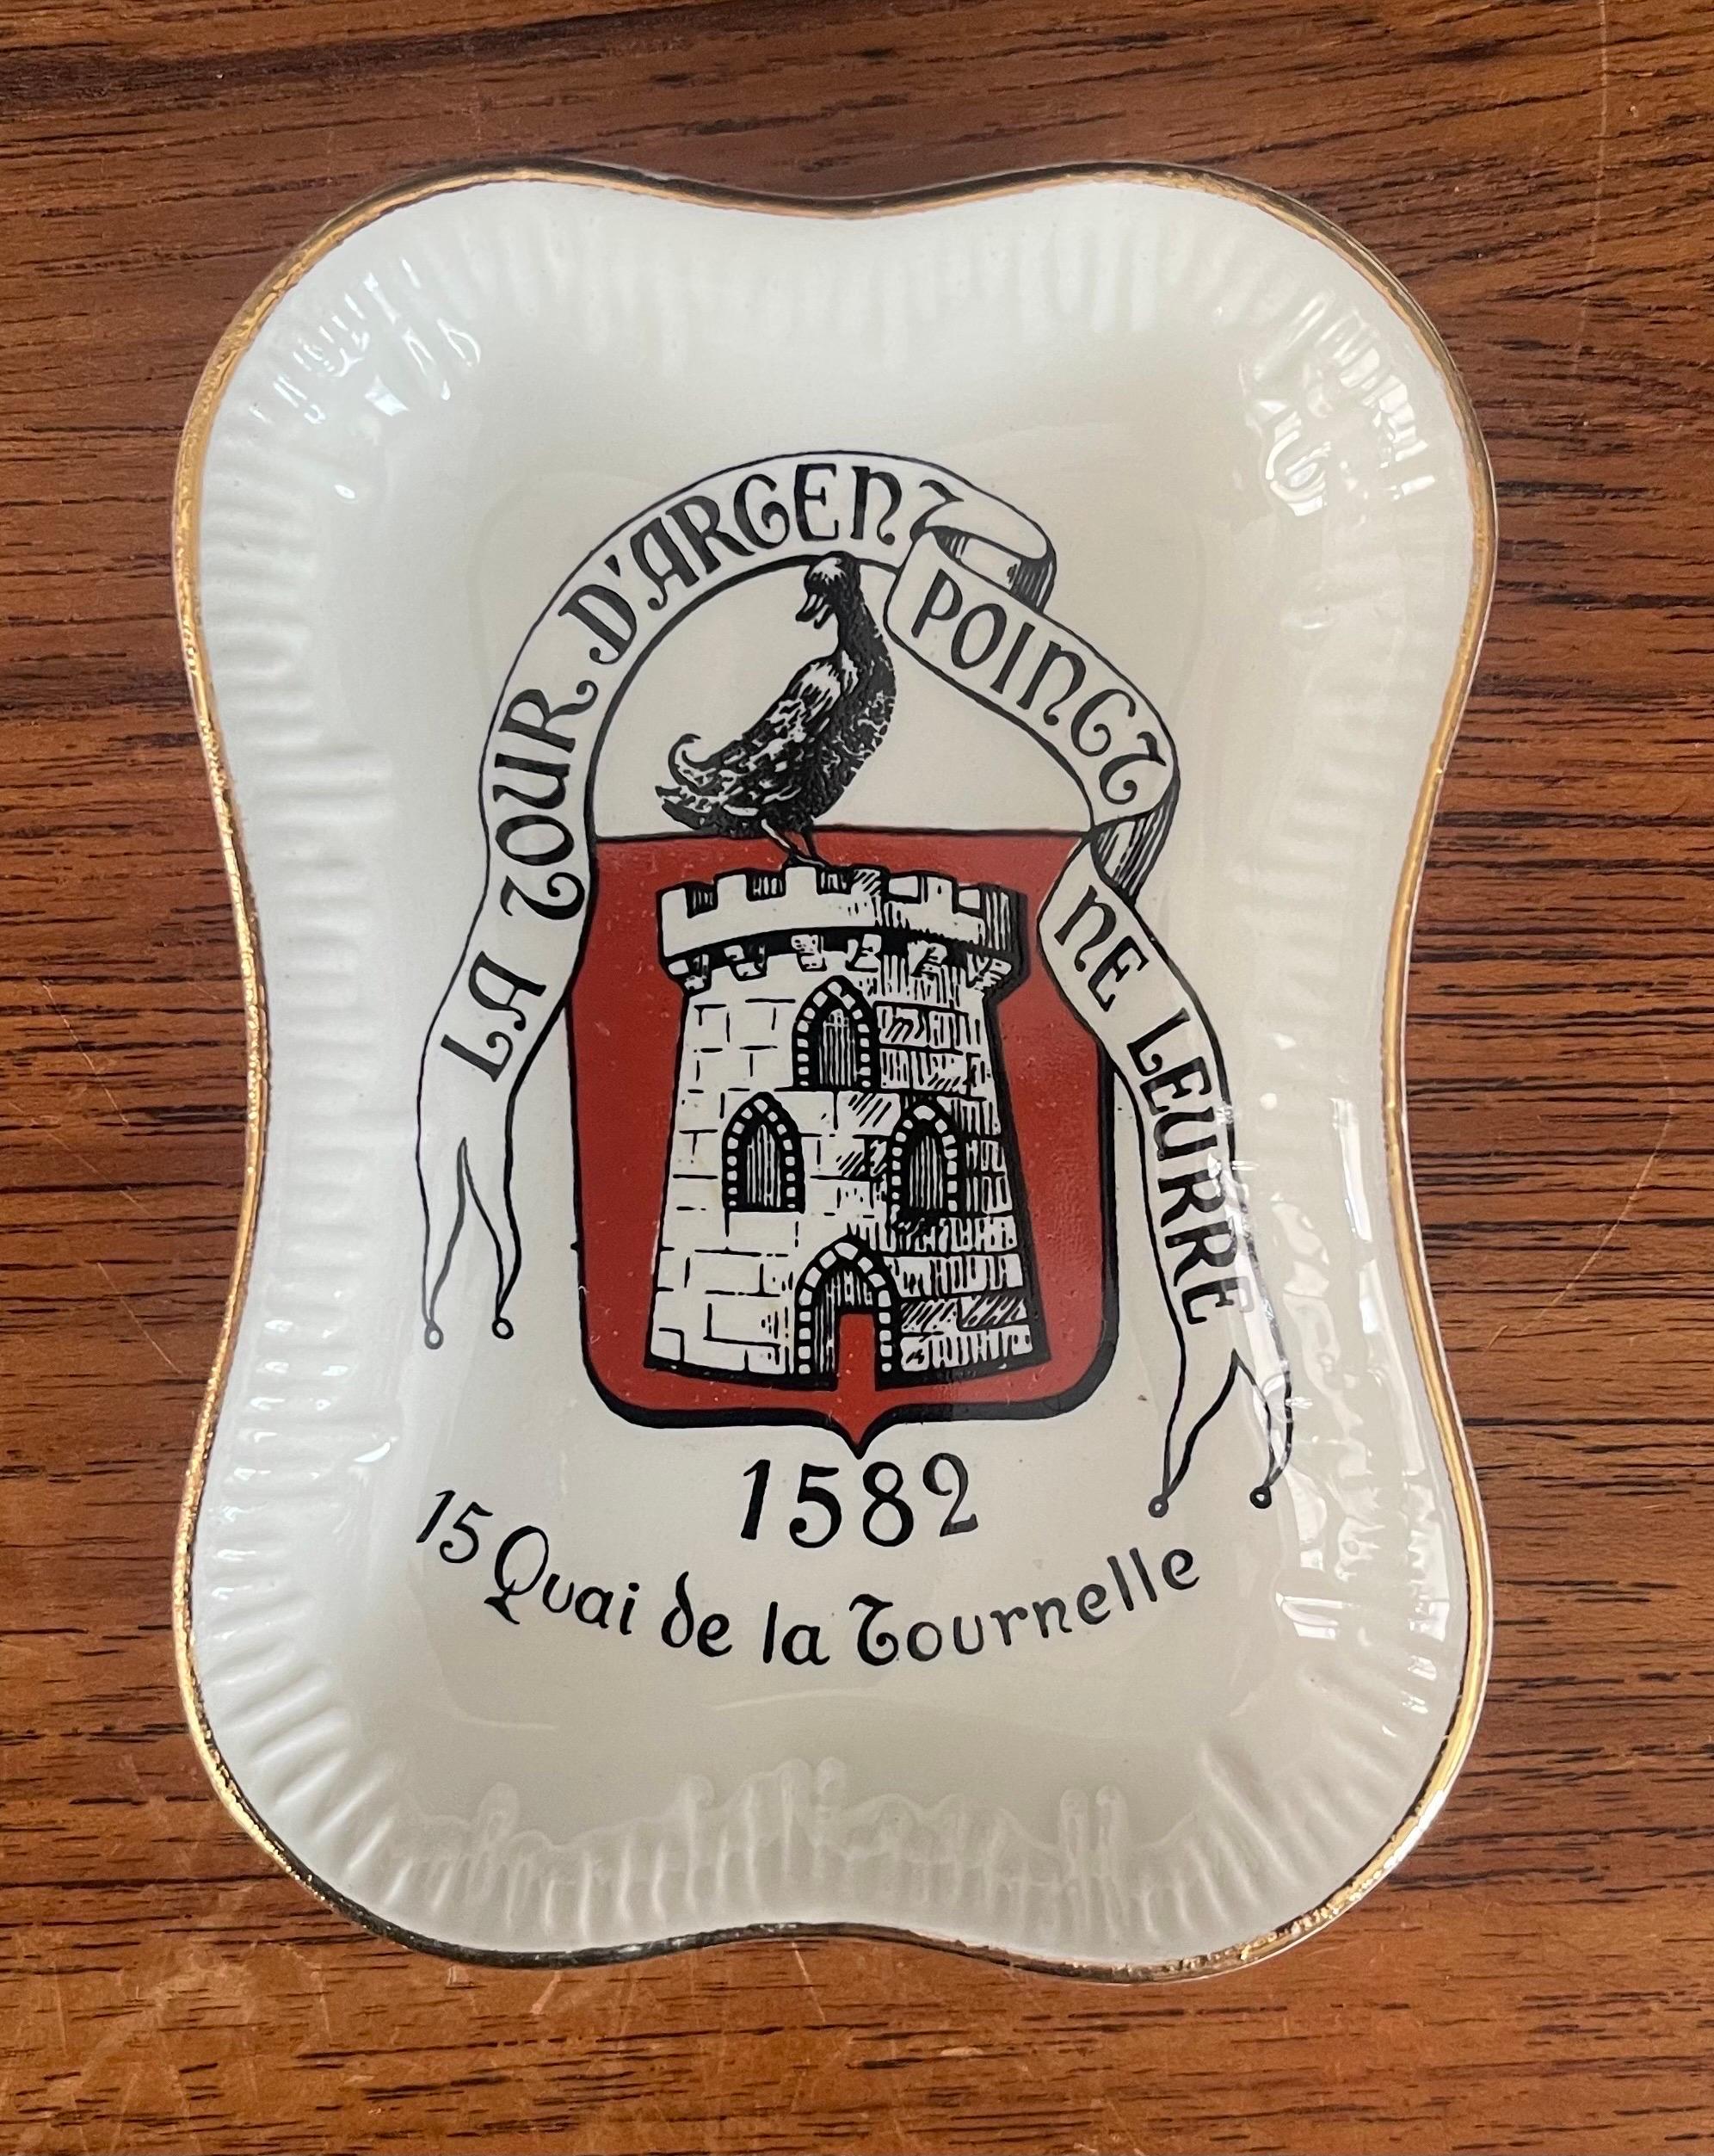 LA TOUR D'ARGENT POINCT NE LEURRE
1582
15 Quai de la Tournelle